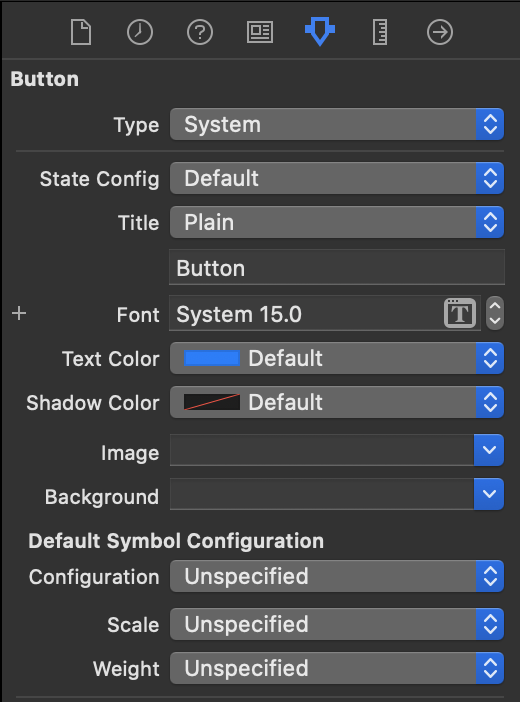 Button
Type System
State Config Default
Title Plain
Button
Font System 15.0 T
Text Color Default
Shadow Color Default
Image
Background
Default Symbol Configuration
Configuration Unspecified
Scale Unspecified
Weight Unspecified